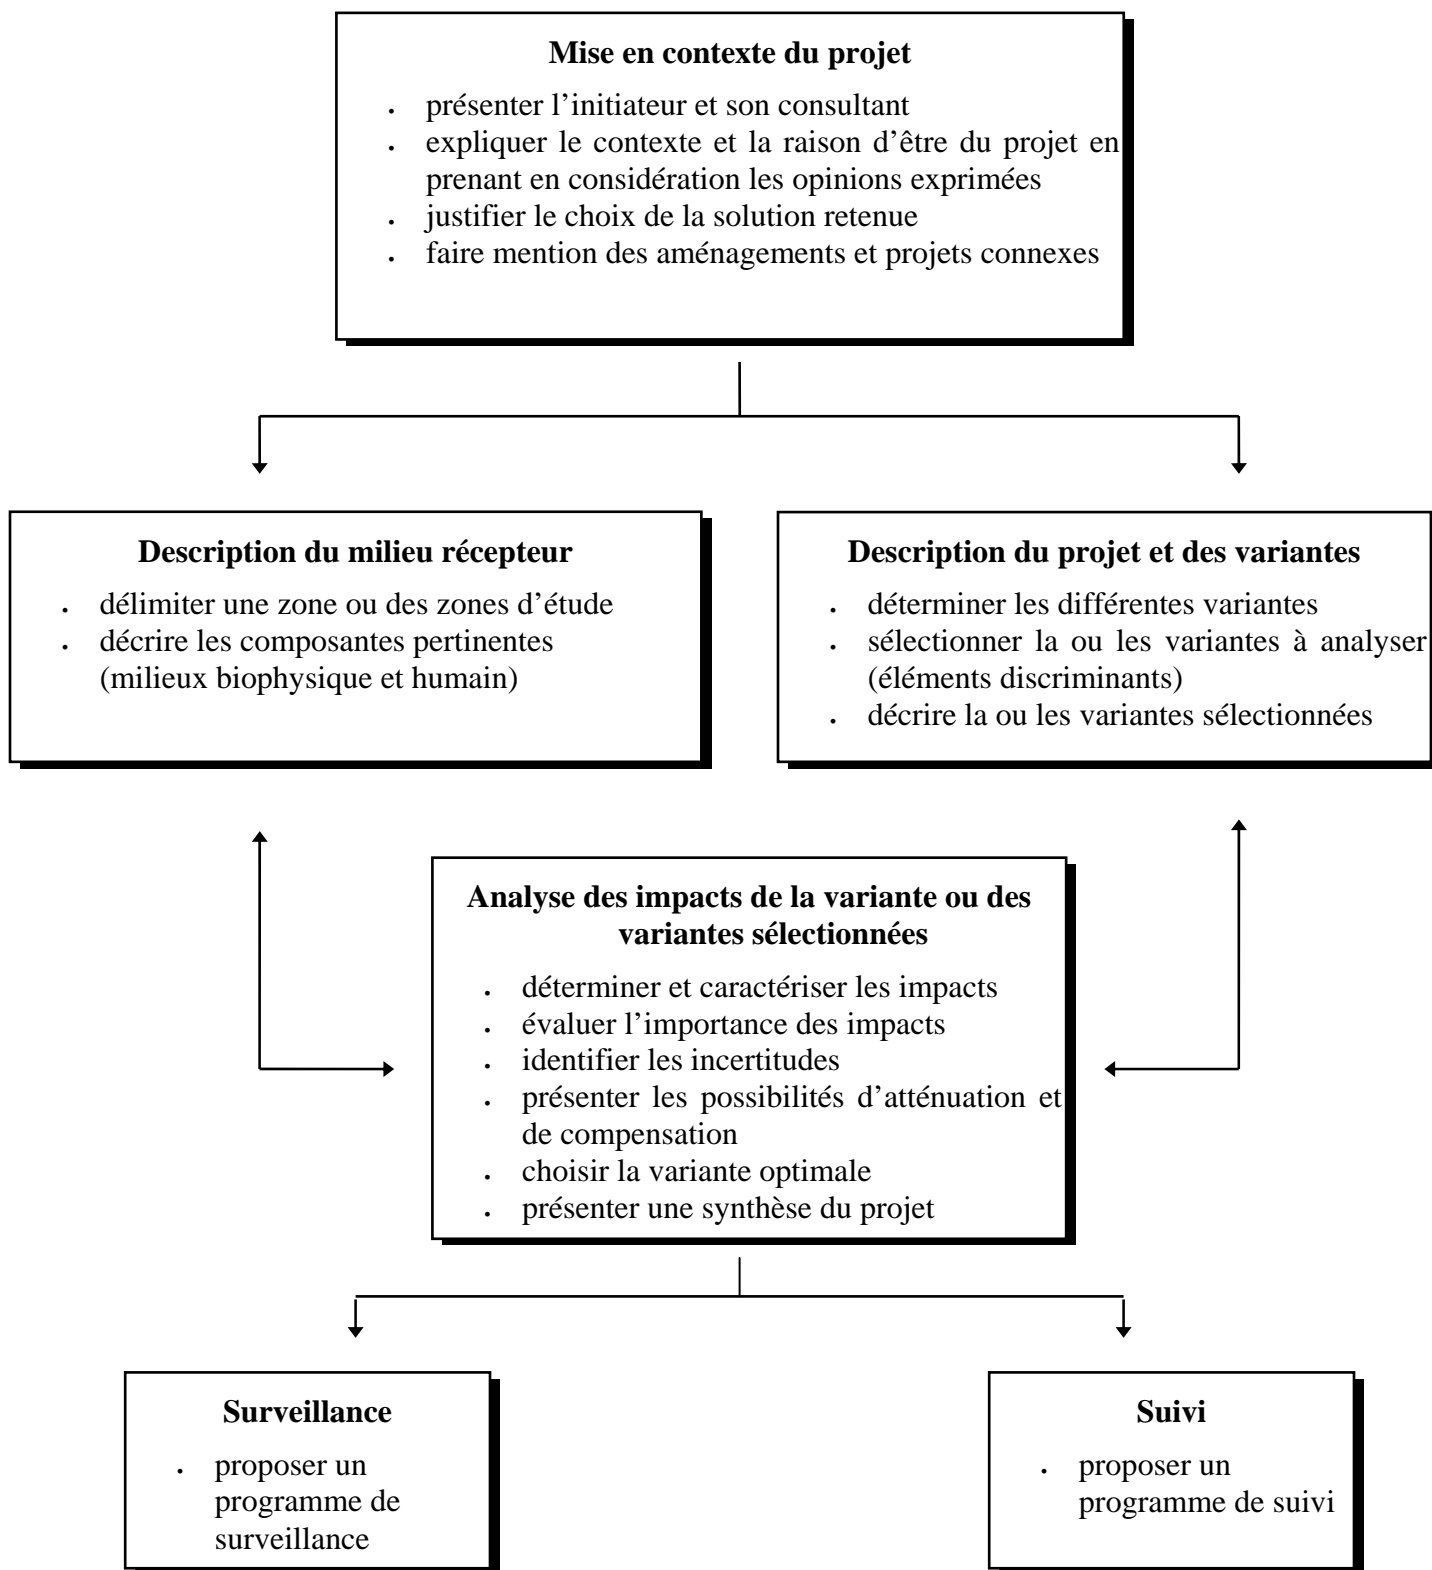 Mise en contexte du projet
. présenter l’initiateur et son consultant
. expliquer le contexte et la raison d’être du projet en
prenant en considération les opinions exprimées
. justifier le choix de la solution retenue
. faire mention des aménagements et projets connexes
Description du milieu récepteur
. délimiter une zone ou des zones d’étude
. décrire les composantes pertinentes
(milieux biophysique et humain)
Description du projet et des variantes
. déterminer les différentes variantes
. sélectionner la ou les variantes à analyser
(éléments discriminants)
. décrire la ou les variantes sélectionnées
Analyse des impacts de la variante ou des
variantes sélectionnées
. déterminer et caractériser les impacts
. évaluer l’importance des impacts
. identifier les incertitudes
. présenter les possibilités d’atténuation et
de compensation
. choisir la variante optimale
. présenter une synthèse du projet
Surveillance
. proposer un
programme de
surveillance
Suivi
. proposer un
programme de suivi